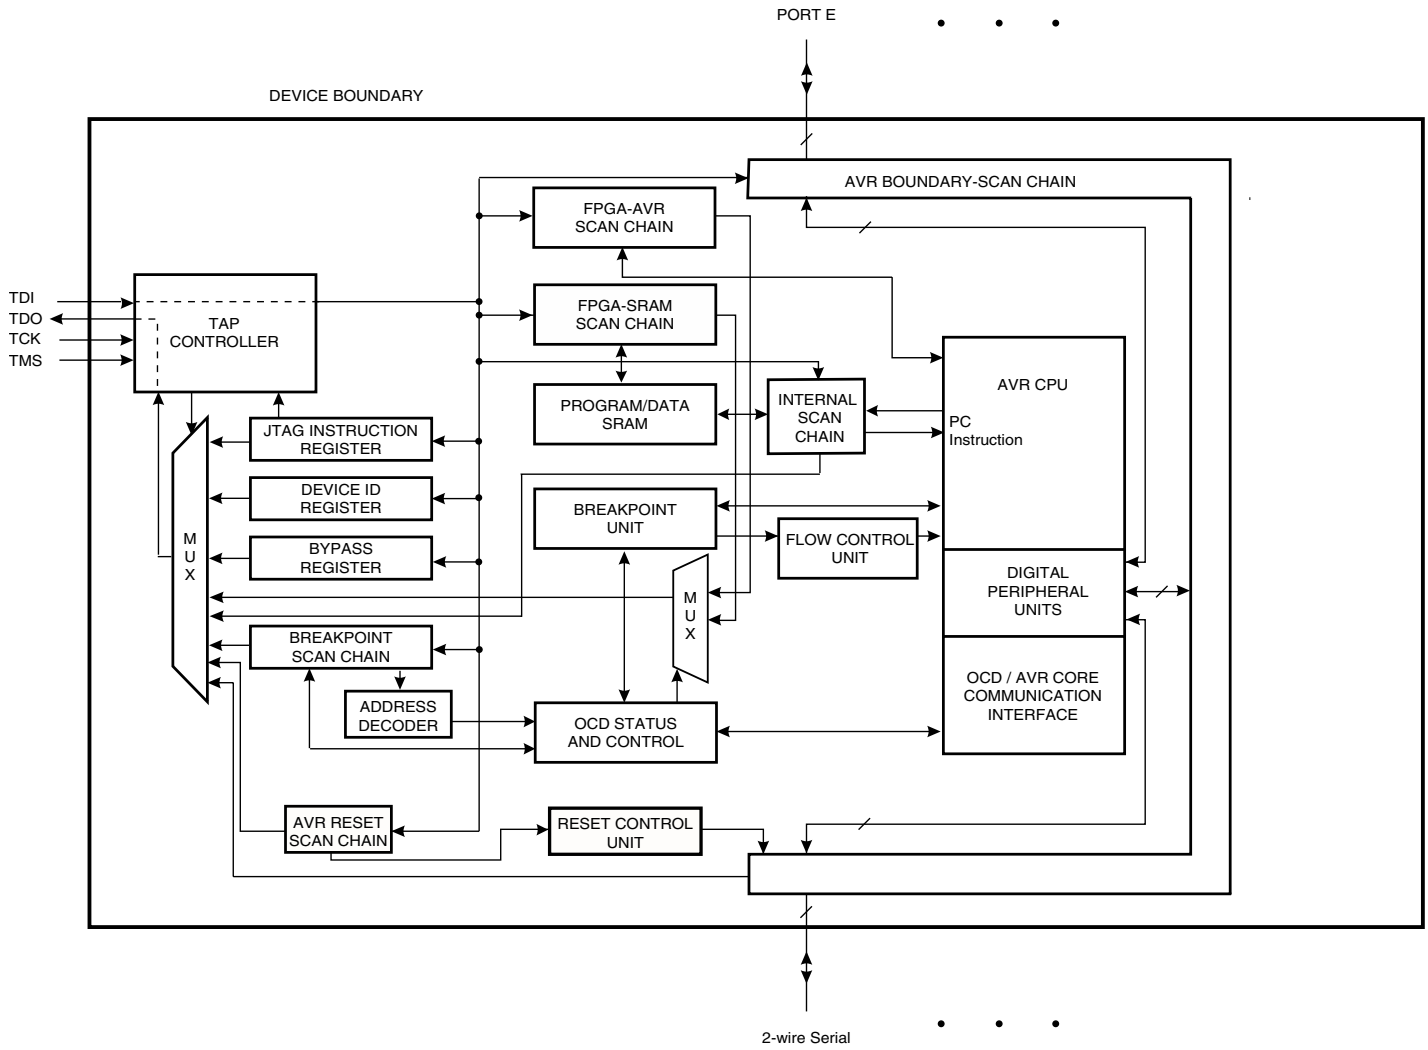 PORT E
DEVICE BOUNDARY
AVR BOUNDARY-SCAN CHAIN
FPGA-AVR
SCAN CHAIN
TDI
TDO
TCK
TMS
TAP
CONTROLLER
FPGA-SRAM
SCAN CHAIN
PROGRAM/DATA
SRAM
INTERNAL
SCAN
CHAIN
AVR CPU
PC
Instruction
JTAG INSTRUCTION
REGISTER
DEVICE ID
REGISTER
BREAKPOINT
UNIT
FLOW CONTROL
UNIT
M
U
X
BYPASS
REGISTER
DIGITAL
PERIPHERAL
UNITS
M
U
X
BREAKPOINT
SCAN CHAIN
ADDRESS
DECODER
OCD STATUS
AND CONTROL
OCD / AVR CORE
COMMUNICATION
INTERFACE
AVR RESET
SCAN CHAIN
RESET CONTROL
UNIT
2-wire Serial